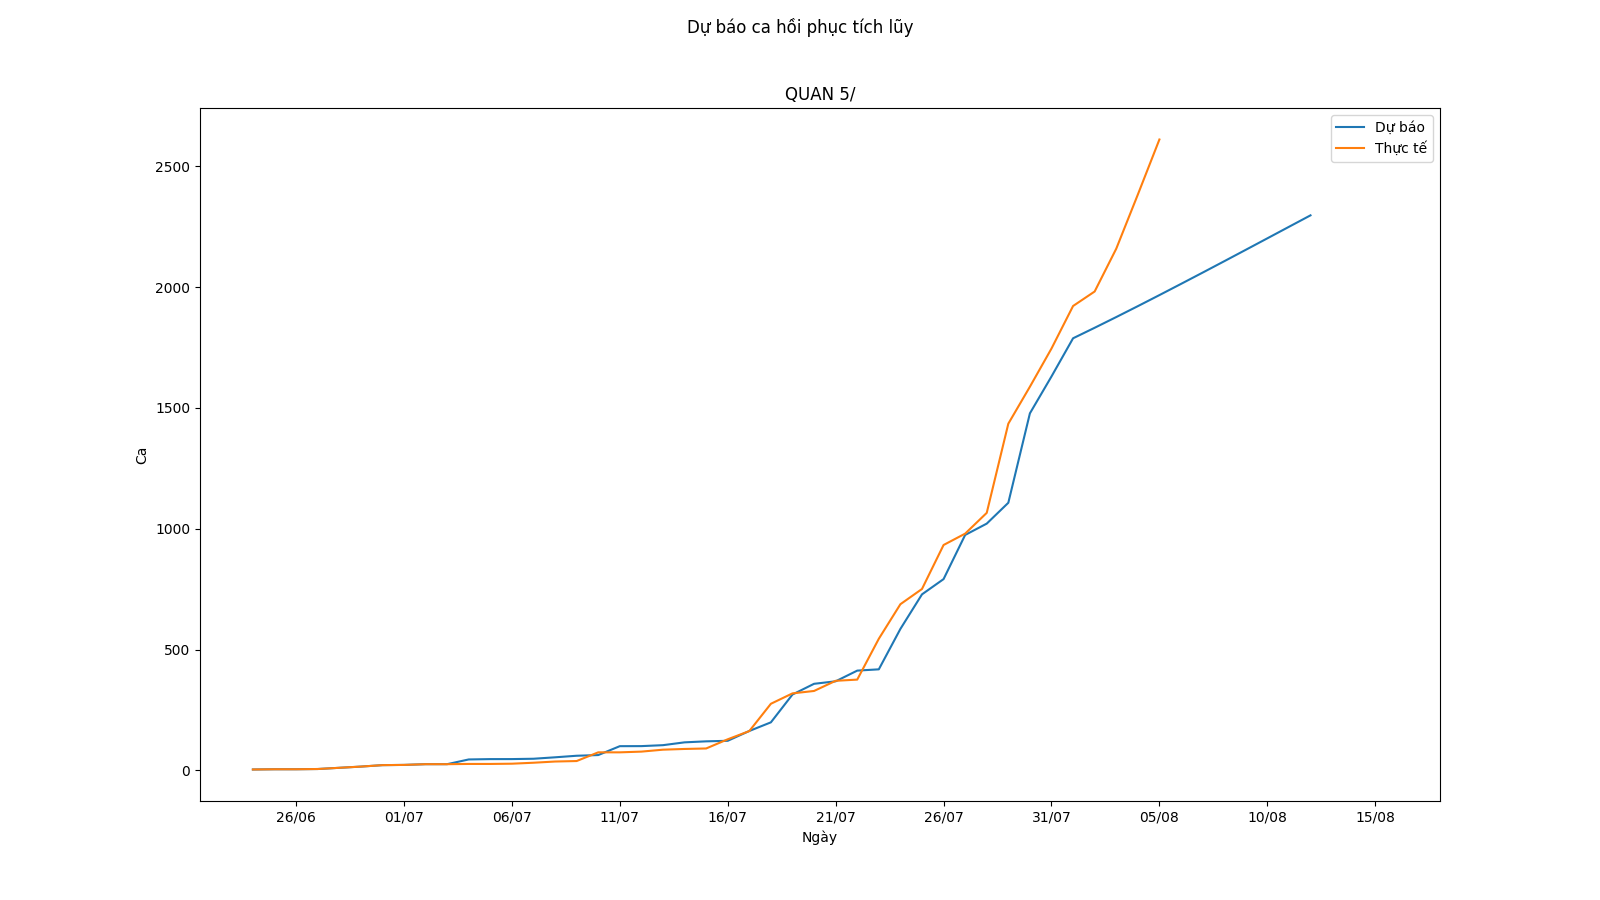 Dự báo ca hồi phục tích lũy
QUAN 5/
Dự báo
Thực tế
2500
2000
1500
1000
500
0
Ca
26/06 01/07 06/07 11/07 16/07 21/07 26/07 31/07 05/08 10/08 15/08
Ngày